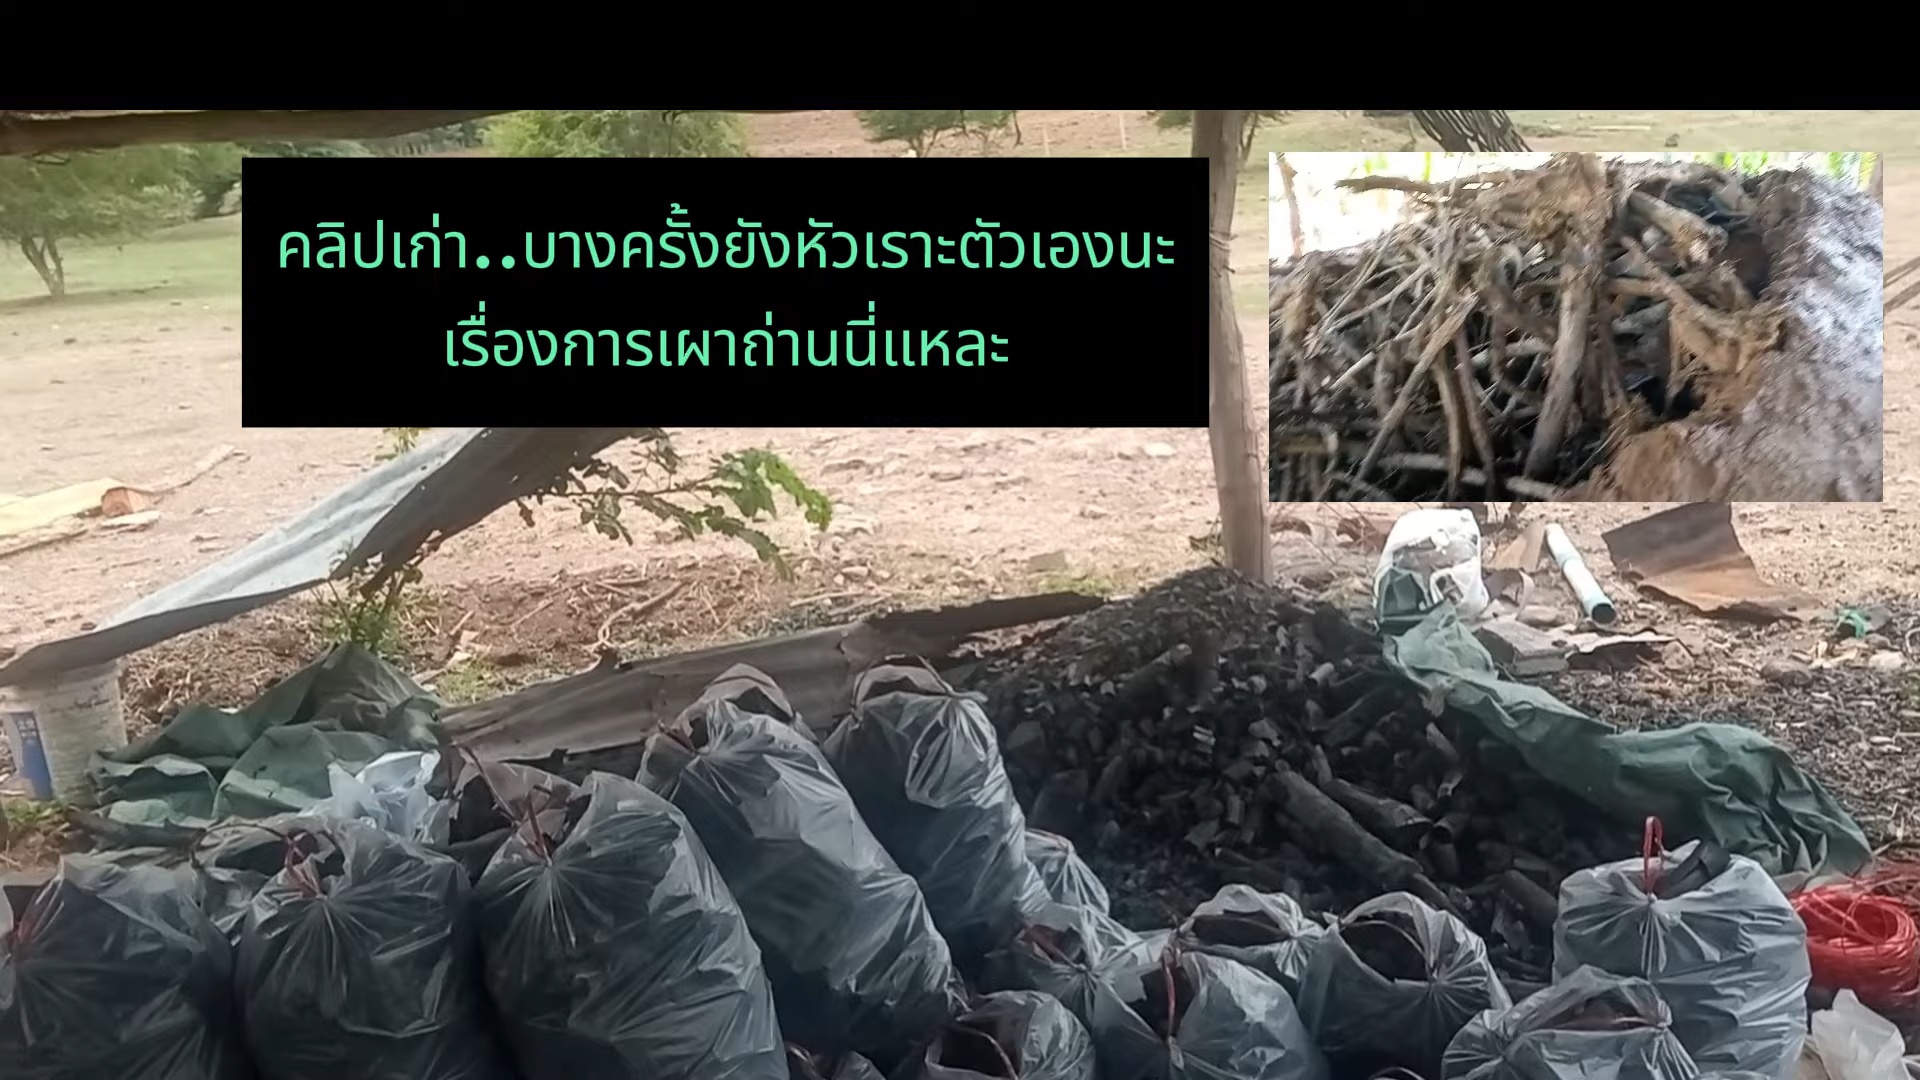 คลิปเก่า..บางครั้งยังหัวเราะตัวเองนะ
เรื่องการเผาถ่านนี่แหละ